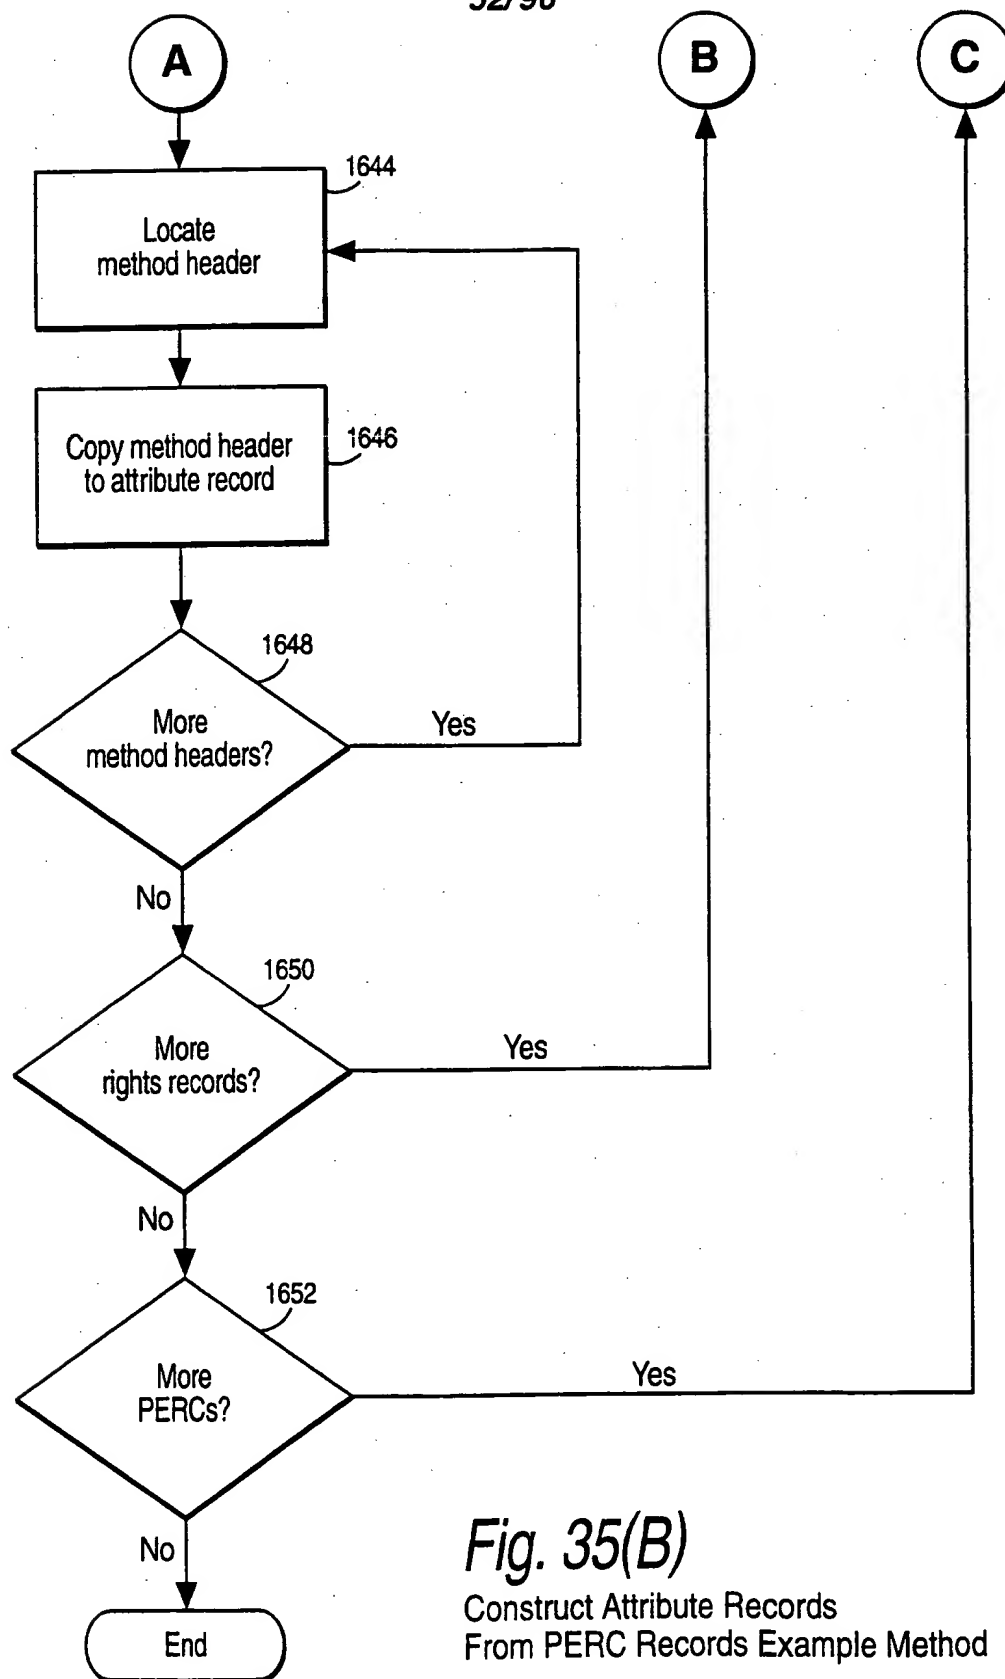 A
B
C
1644
Locate
method header
1646
Copy method header
to attribute record
1648
More
method headers?
Yes
No
1650
More
rights records?
Yes
No
1652
More
PERCs?
Yes
No
End
Fig. 35(B)
Construct Attribute Records
From PERC Records Example Method